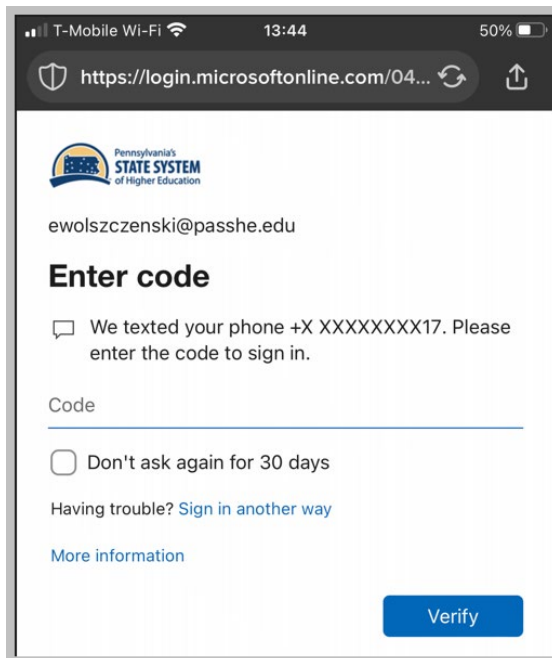 T-Mobile Wi-Fi 13:44 50%
https://login.microsoftonline.com/04...
Pennsylvania's
STATE SYSTEM
of Higher Education
ewolszczenski@passhe.edu
Enter code
We texted your phone +X XXXXXXXX17. Please
enter the code to sign in.
Code
Don't ask again for 30 days
Having trouble? Sign in another way
More information
Verify